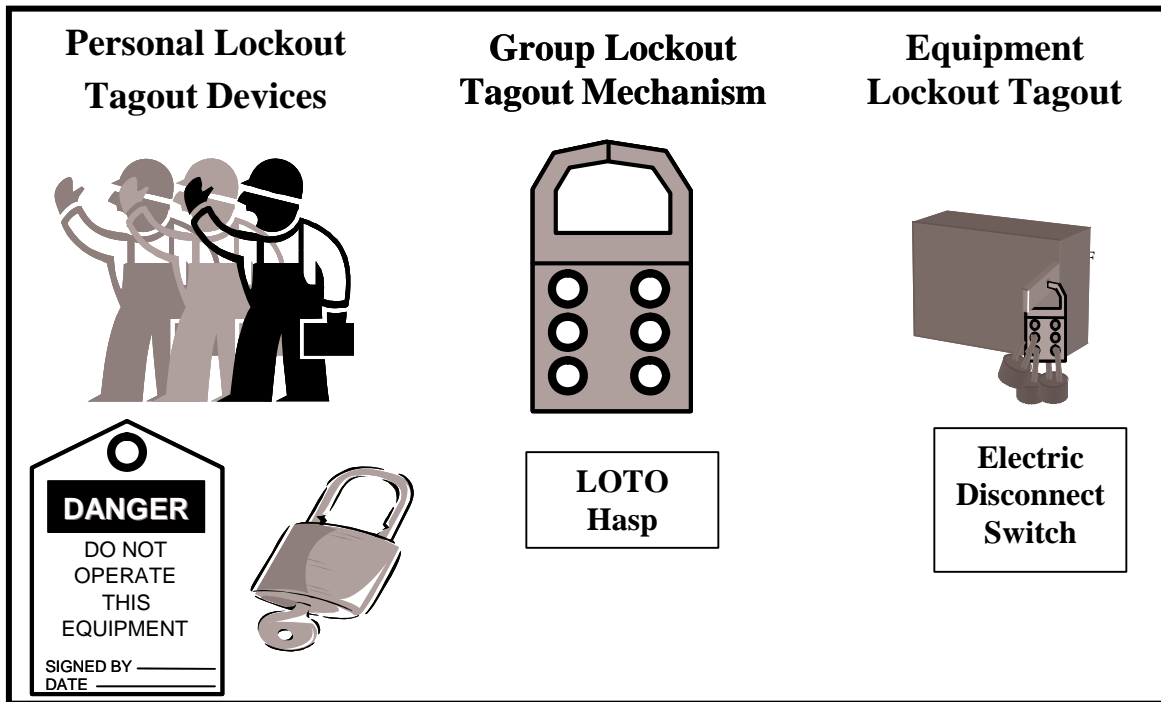 Personal Lockout
Tagout Devices
Group Lockout
Tagout Mechanism
Equipment
Lockout Tagout
F
DANGER
DO NOT
OPERATE
THIS
EQUIPMENT
SIGNED BY
DATE
LOTO
Hasp
Electric
Disconnect
Switch